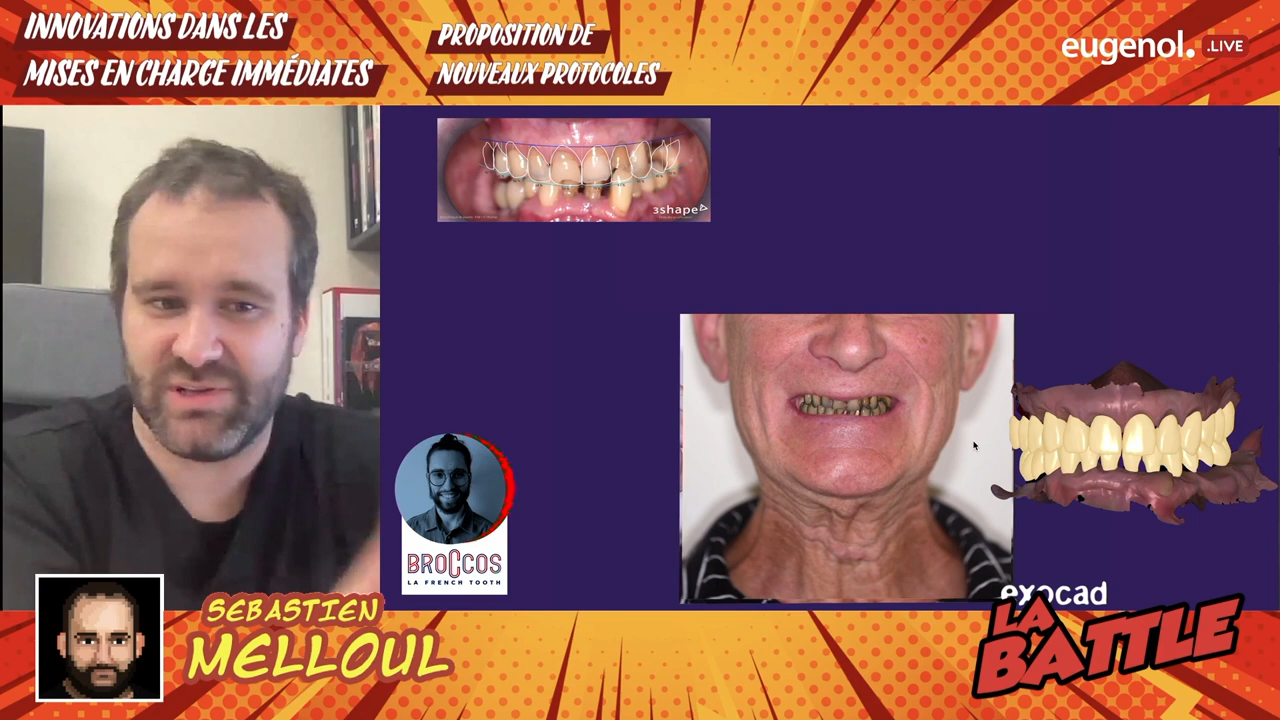 INNOVATIONS DANS LES
MISES EN CHARGE IMMÉDIATES
PROPOSITION DE
NOUVEAUX PROTOCOLES
eugenol. .LIVE
3shape
BROCCOS
LA FRENCH TOOTH
exocad
SEBASTIEN
MELLOUL
LA
BATTLE